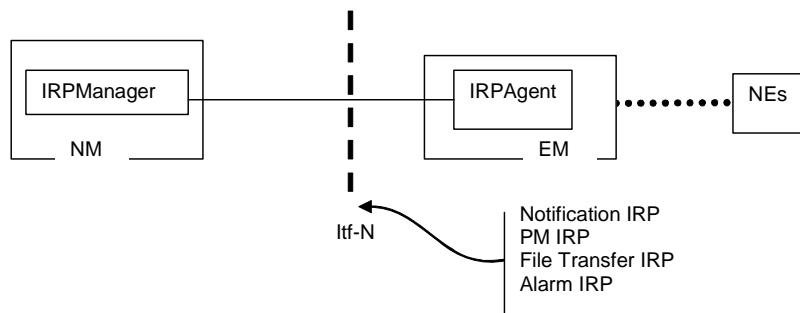 IRPManager
NM
IRPAgent
EM
NEs
Itf-N
Notification IRP
PM IRP
File Transfer IRP
Alarm IRP